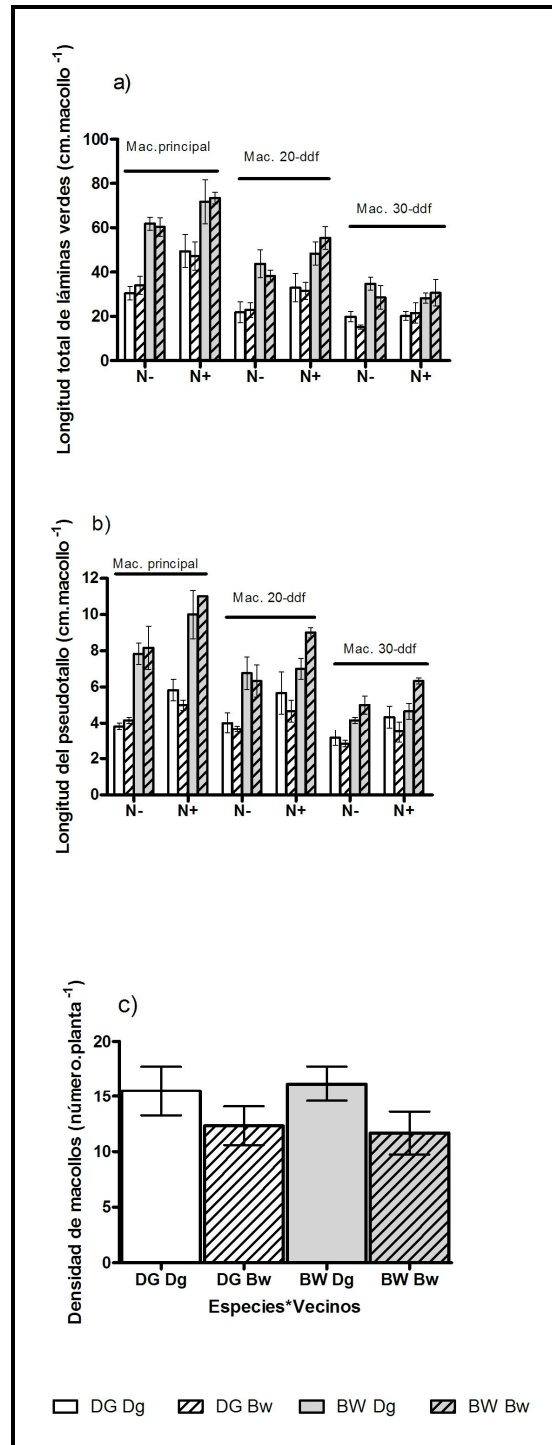 a)
Longitud total de láminas verdes (cm.macollo-1)
Mac.principal
Mac. 20-ddf
Mac. 30-ddf
100
80
60
40
20
0
N- N+ N- N+ N- N+
b)
Longitud del pseudotallo (cm.macollo-1)
Mac. principal
Mac. 20-ddf
Mac. 30-ddf
12
10
8
6
4
2
0
N- N+ N- N+ N- N+
c)
Densidad de macollos (número.planta-1)
20
15
10
5
0
DG Dg DG Bw BW Dg BW Bw
Especies*Vecinos
DG Dg DG Bw BW Dg BW Bw